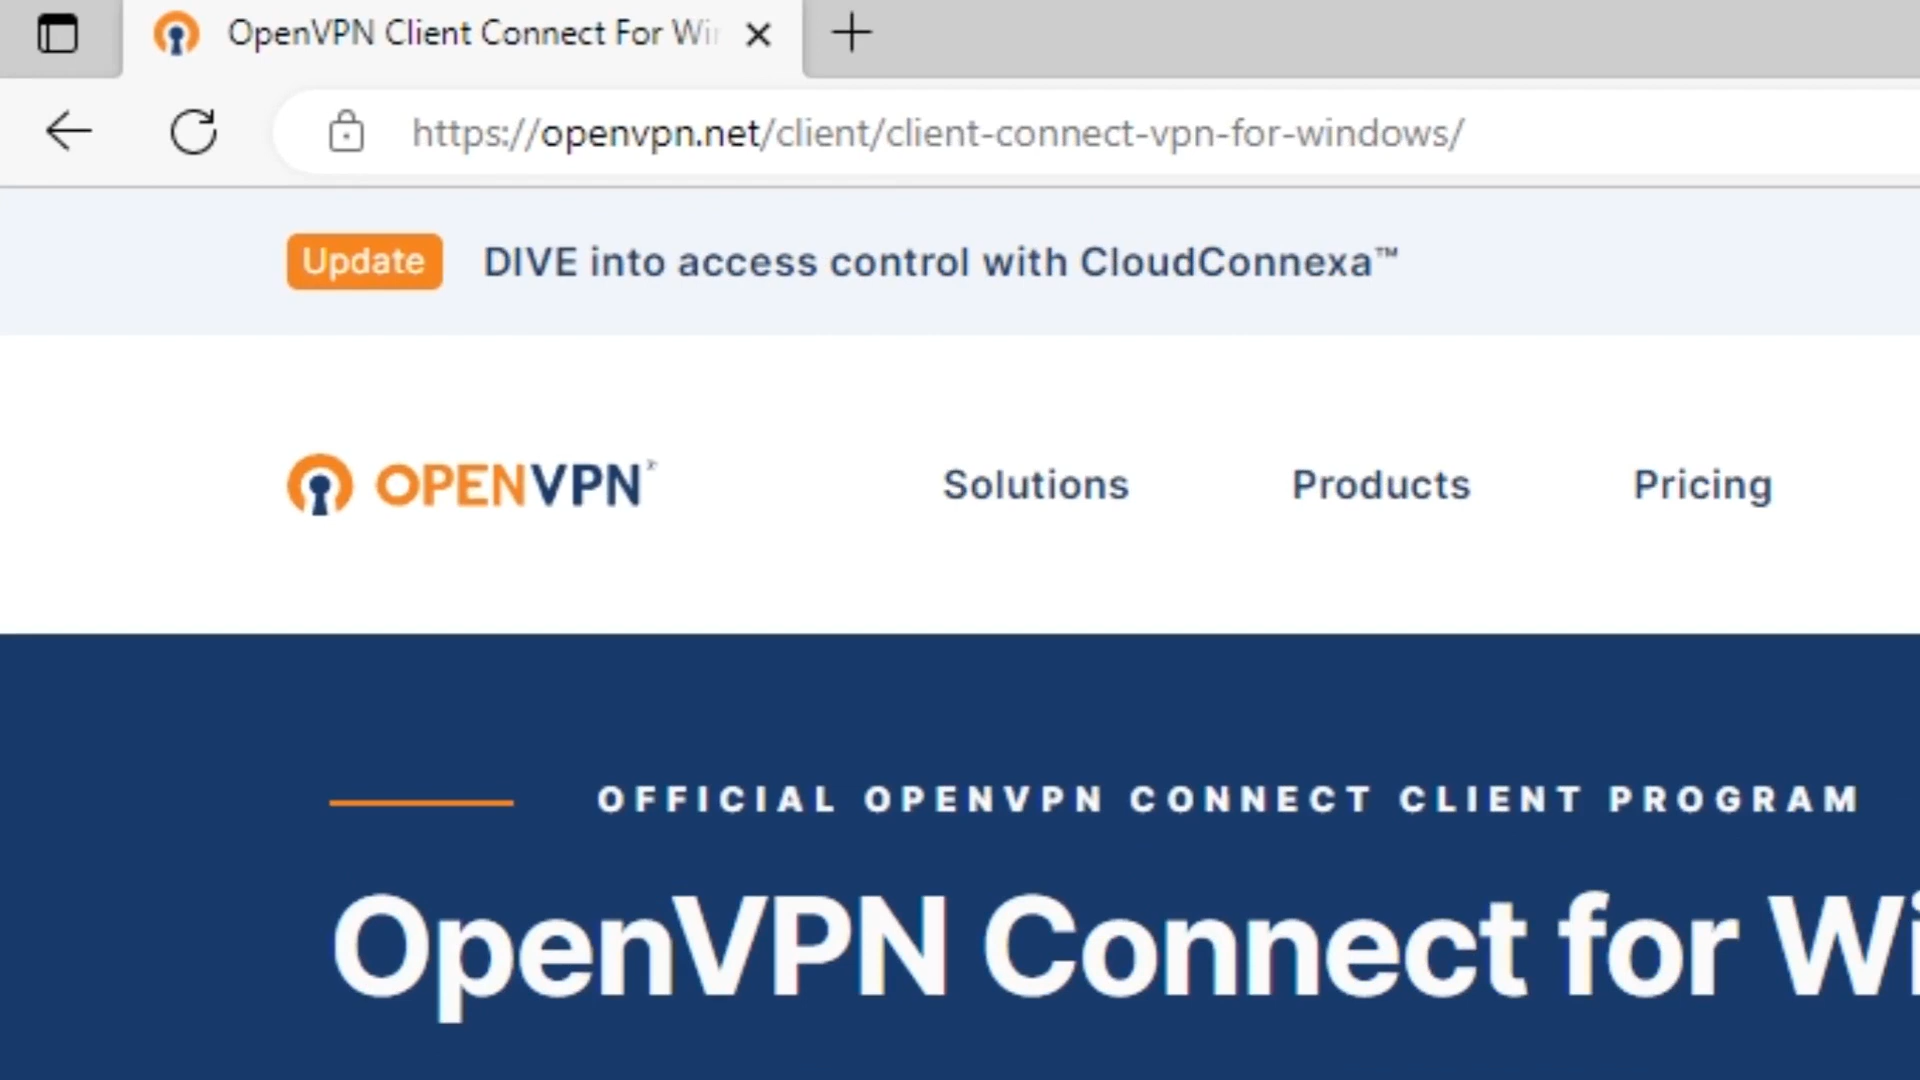 OpenVPN Client Connect For Wi
https://openvpn.net/client/client-connect-vpn-for-windows/
Update DIVE into access control with CloudConnexa™
OPENVPN Solutions Products Pricing
OFFICIAL OPENVPN CONNECT CLIENT PROGRAM
OpenVPN Connect for Wi